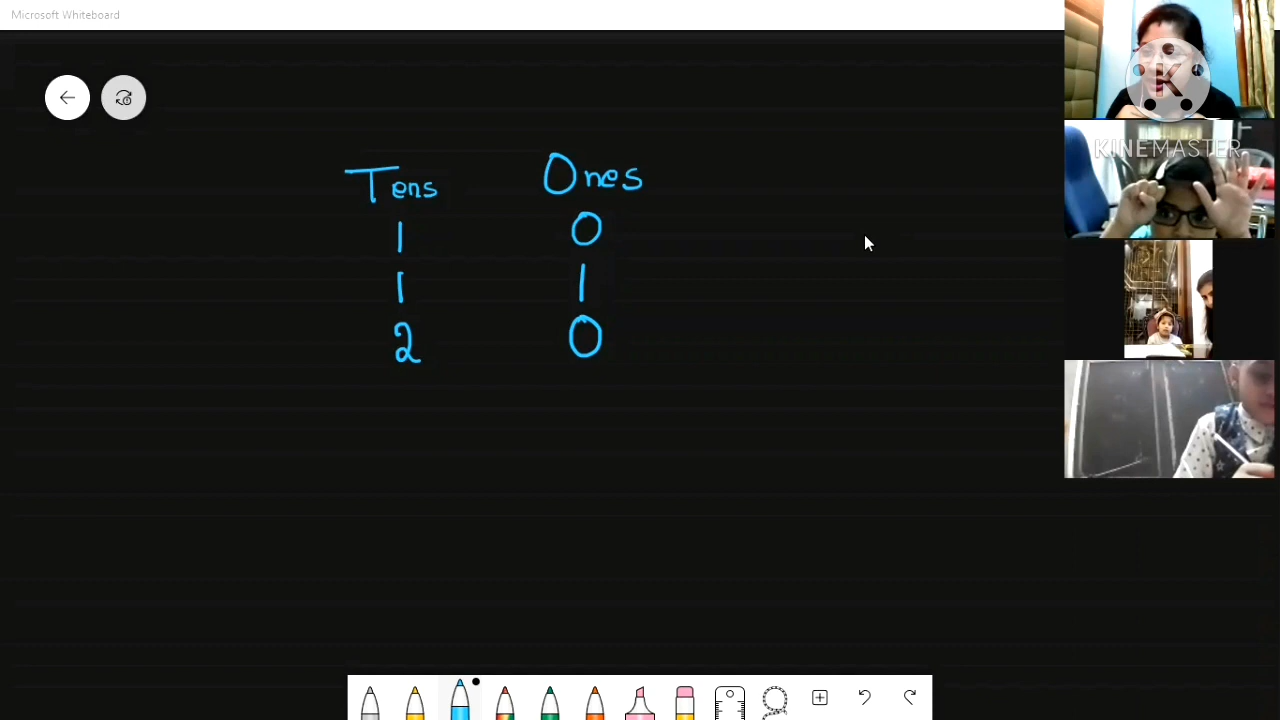 Microsoft Whiteboard
Tens Ones
1 0
1 1
2 0
K
KINEMASTER